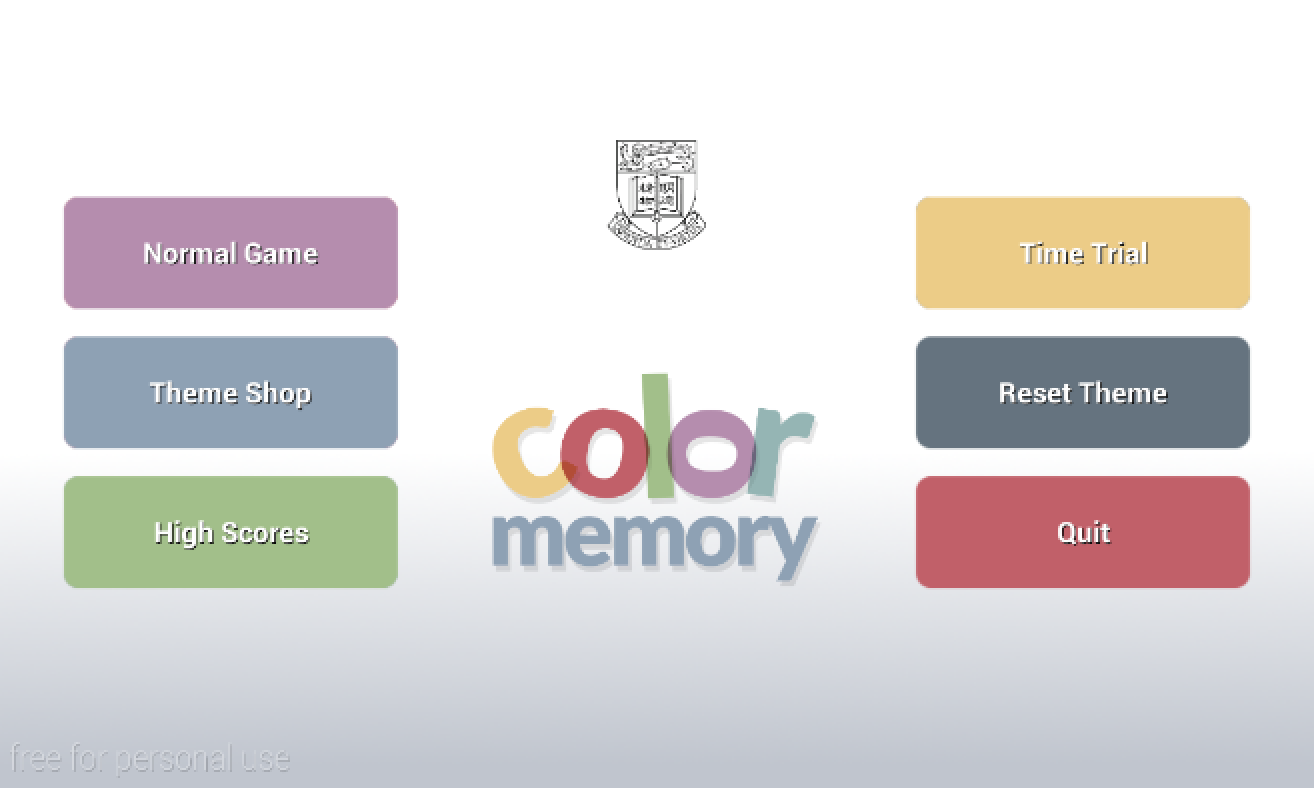 Normal Game
Time Trial
Theme Shop
Reset Theme
High Scores
Quit
color
memory
free for personal use